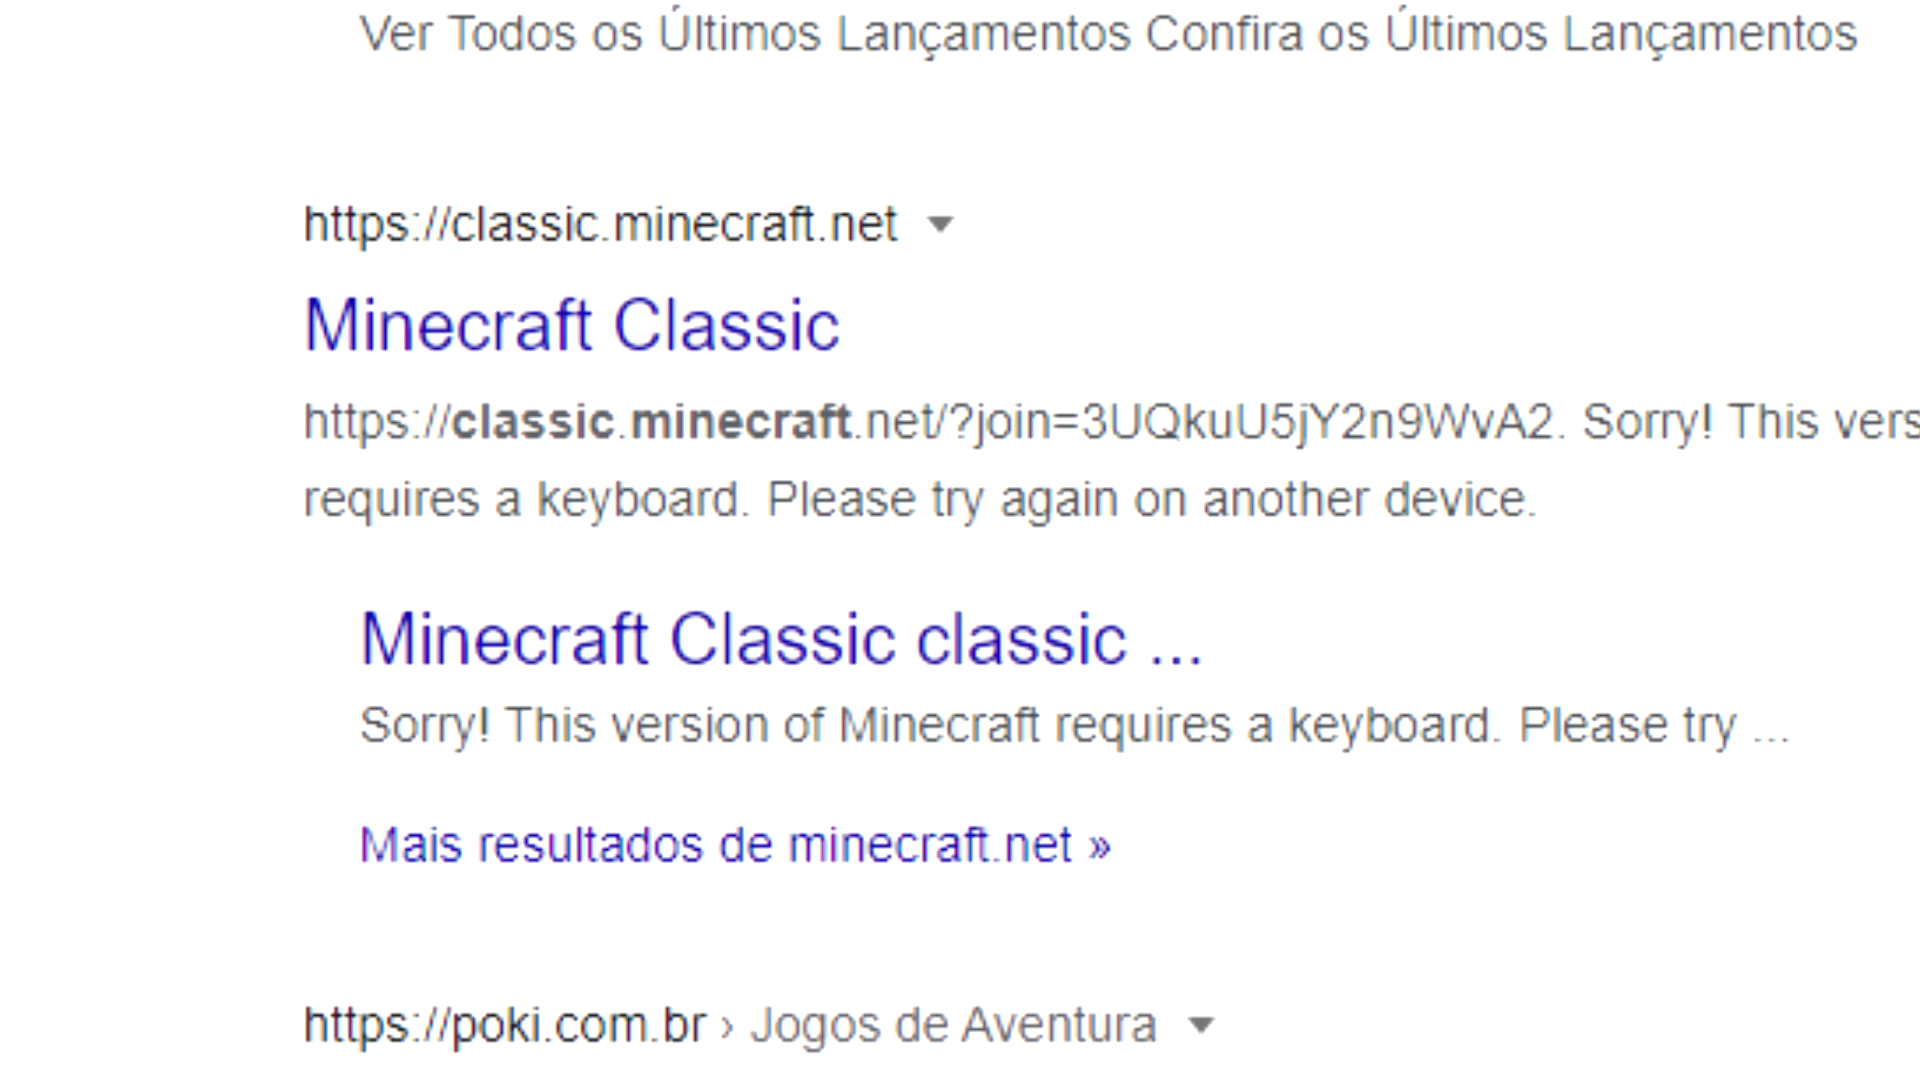 Ver Todos os Últimos Lançamentos Confira os Últimos Lançamentos
https://classic.minecraft.net
Minecraft Classic
https://classic.minecraft.net/?join=3UQkuU5jY2n9WvA2. Sorry! This vers
requires a keyboard. Please try again on another device.
Minecraft Classic classic ...
Sorry! This version of Minecraft requires a keyboard. Please try ...
Mais resultados de minecraft.net »
https://poki.com.br › Jogos de Aventura